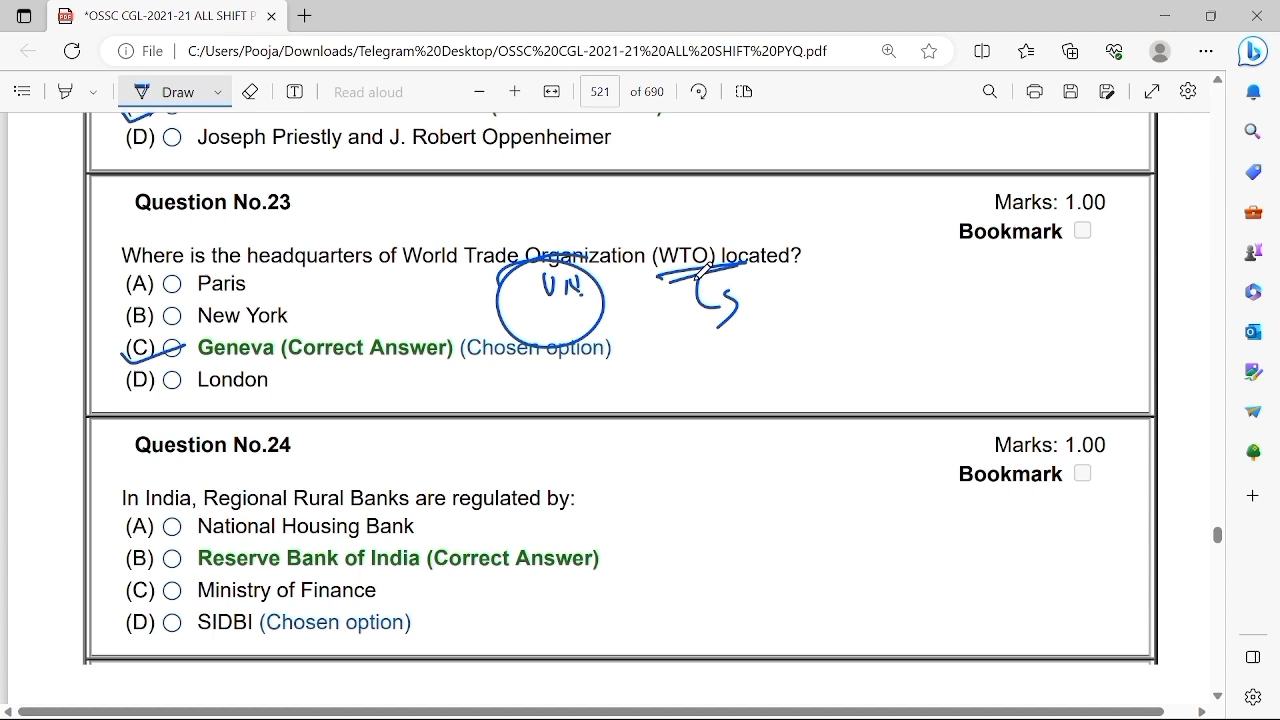 *OSSC CGL-2021-21 ALL SHIFT P
File C:/Users/Pooja/Downloads/Telegram%20Desktop/OSSC%20CGL-2021-21%20ALL%20SHIFT%20PYQ.pdf
Draw Read aloud 521 of 690
(D) Joseph Priestly and J. Robert Oppenheimer
Question No.23 Marks: 1.00
Bookmark
Where is the headquarters of World Trade Organization (WTO) located?
(A) Paris
UN.
(B) New York
(C) Geneva (Correct Answer) (Chosen option)
(D) London
Question No.24 Marks: 1.00
Bookmark
In India, Regional Rural Banks are regulated by:
(A) National Housing Bank
(B) Reserve Bank of India (Correct Answer)
(C) Ministry of Finance
(D) SIDBI (Chosen option)